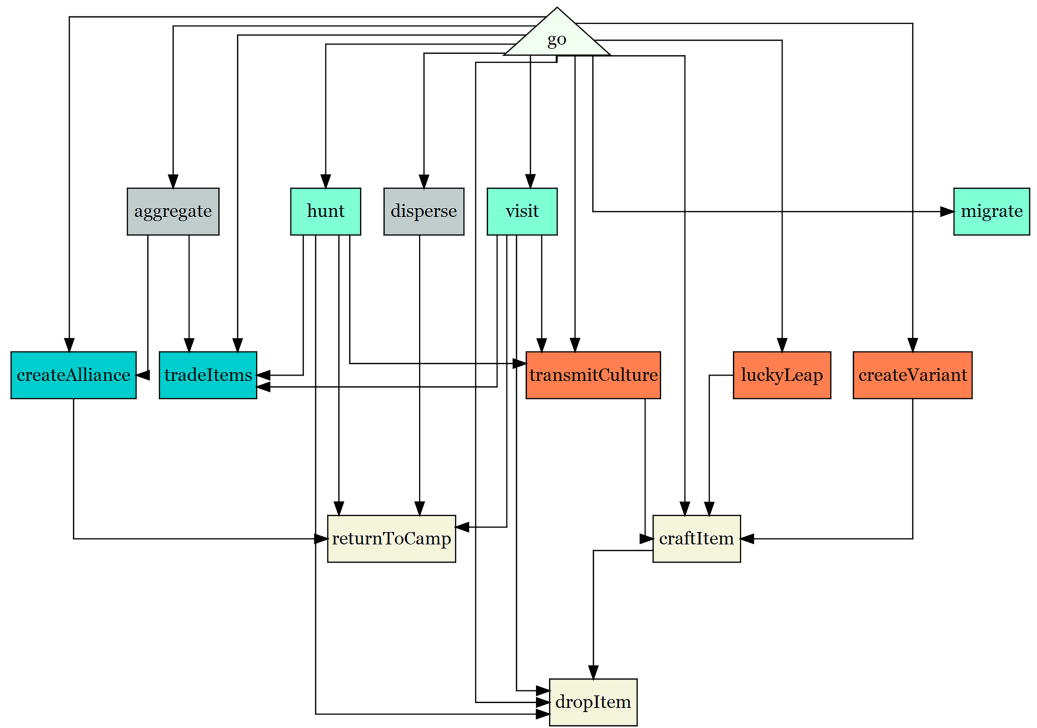 go
aggregate
hunt
disperse
visit
migrate
createAlliance
tradeItems
transmitCulture
luckyLeap
createVariant
returnToCamp
craftItem
dropItem